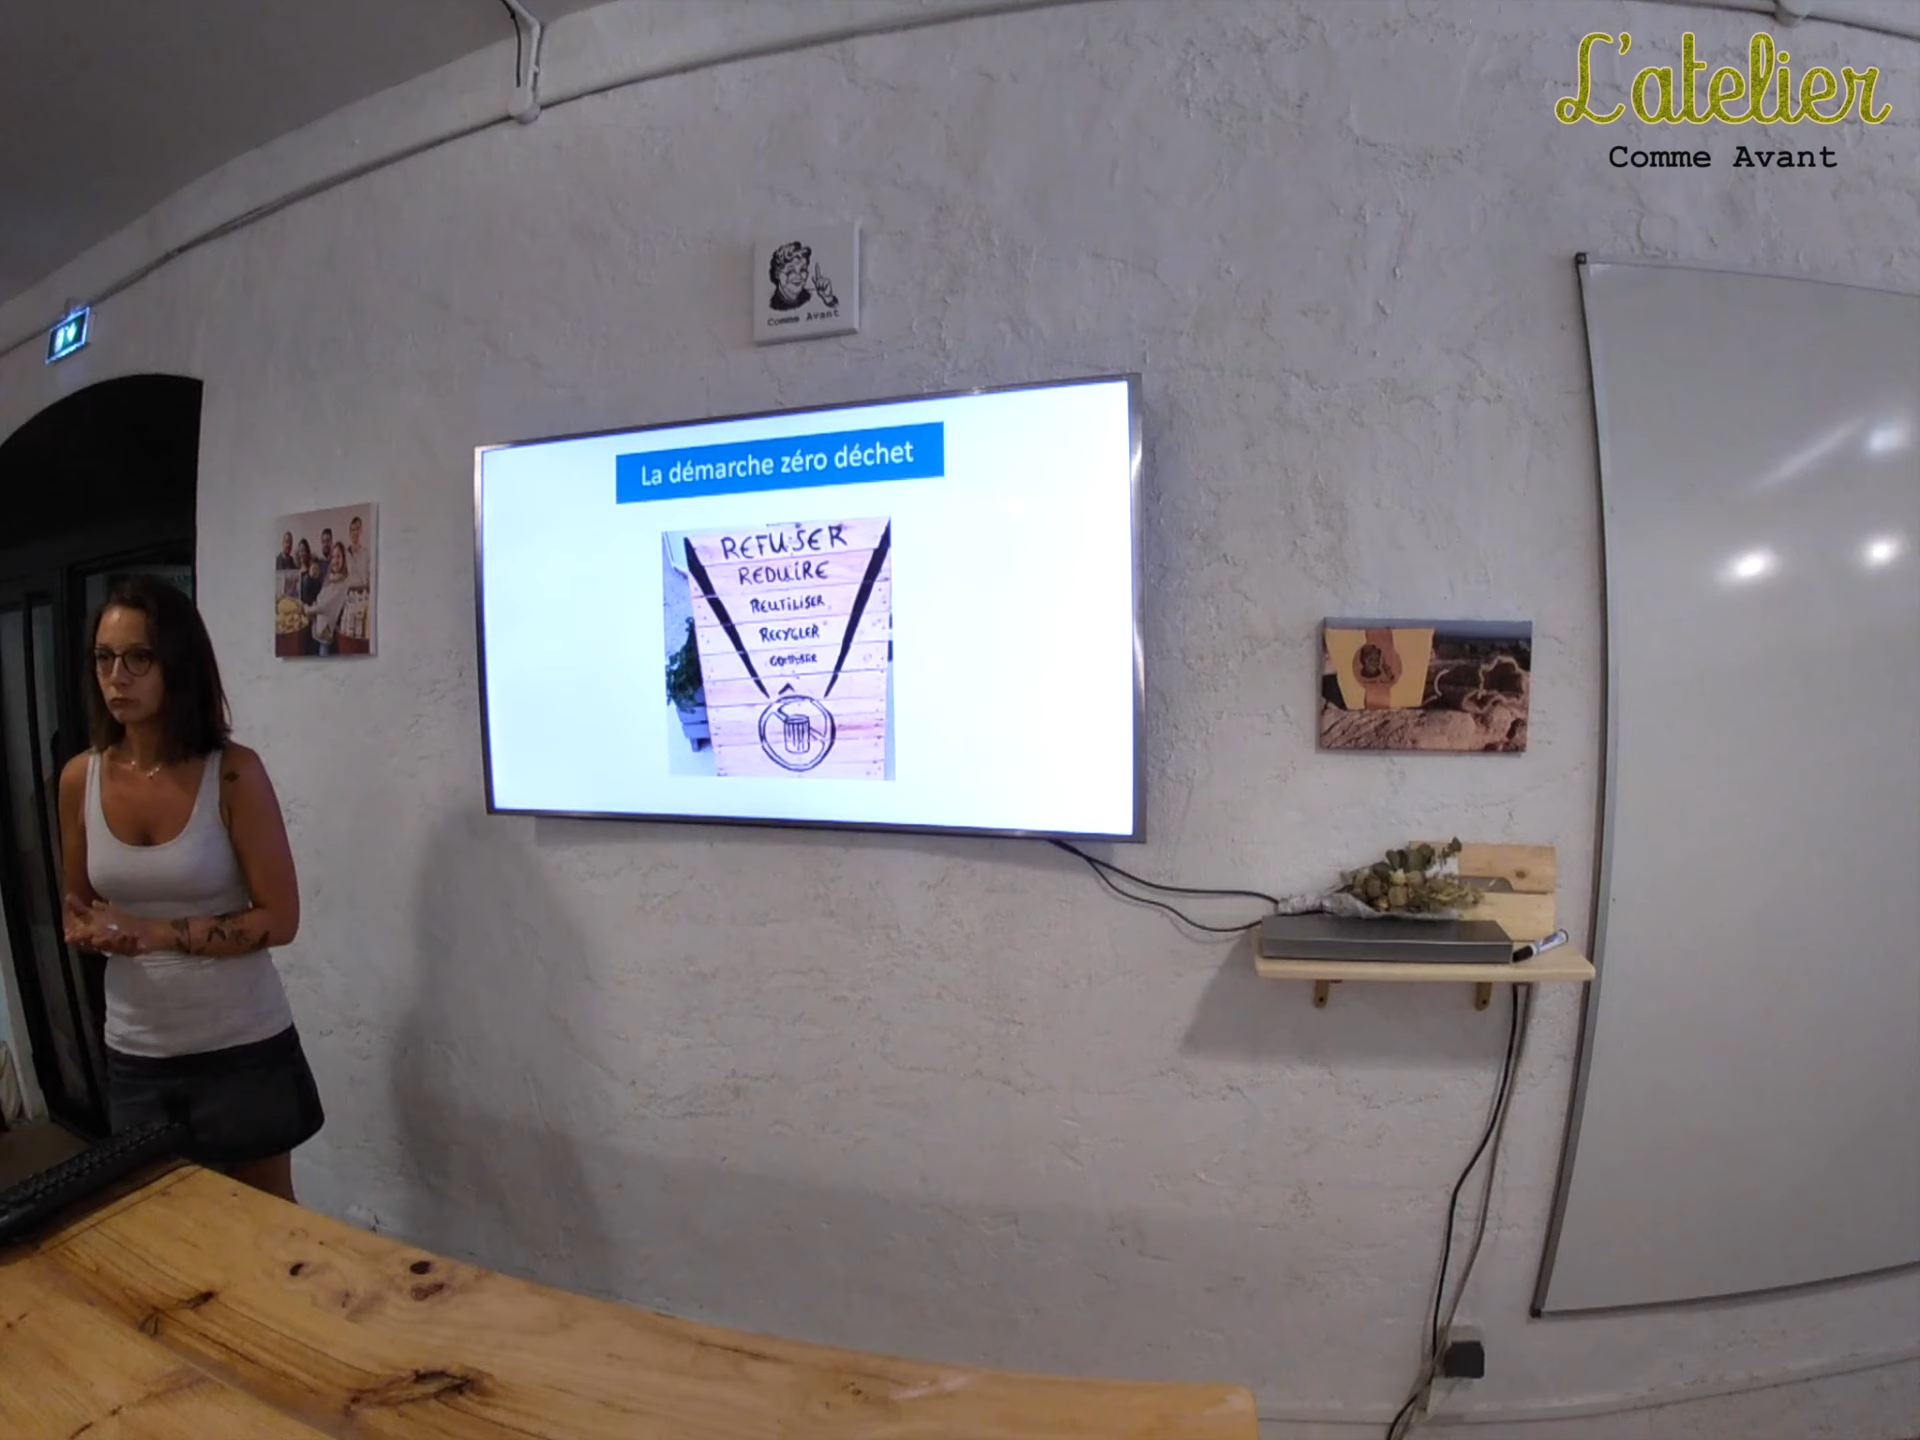 L'atelier
Comme Avant
Comme Avant
La démarche zéro déchet
REFUSER
REDUIRE
REUTILISER
RECYCLER